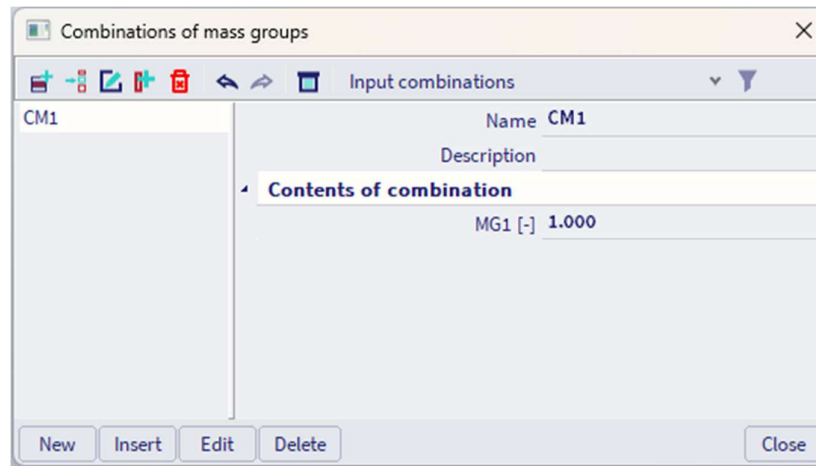 Combinations of mass groups
Input combinations
CM1
Name CM1
Description
Contents of combination
MG1 [-] 1.000
New Insert Edit Delete Close